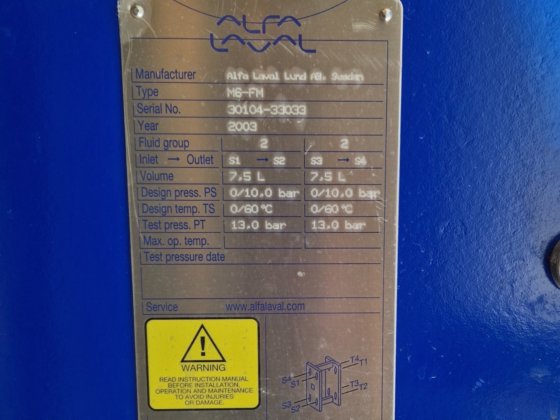 ALFA
LAVAL
Manufacturer Alfa Laval Lund AB, Sweden
Type M6-FM
Serial No. 30104-33033
Year 2003
Fluid group 2 2
Inlet → Outlet S1 → S2 S3 → S4
Volume 7,5 L 7,5 L
Design press. PS 0/10,0 bar 0/10,0 bar
Design temp. TS 0/60 °C 0/60 °C
Test press. PT 13,0 bar 13,0 bar
Max. op. temp.
Test pressure date
Service www.alfalaval.com
WARNING
READ INSTRUCTION MANUAL
BEFORE INSTALLATION,
OPERATION AND MAINTENANCE
TO AVOID INJURIES
OR DAMAGE.
S4
S1
S3
S2
T4
T1
T3
T2